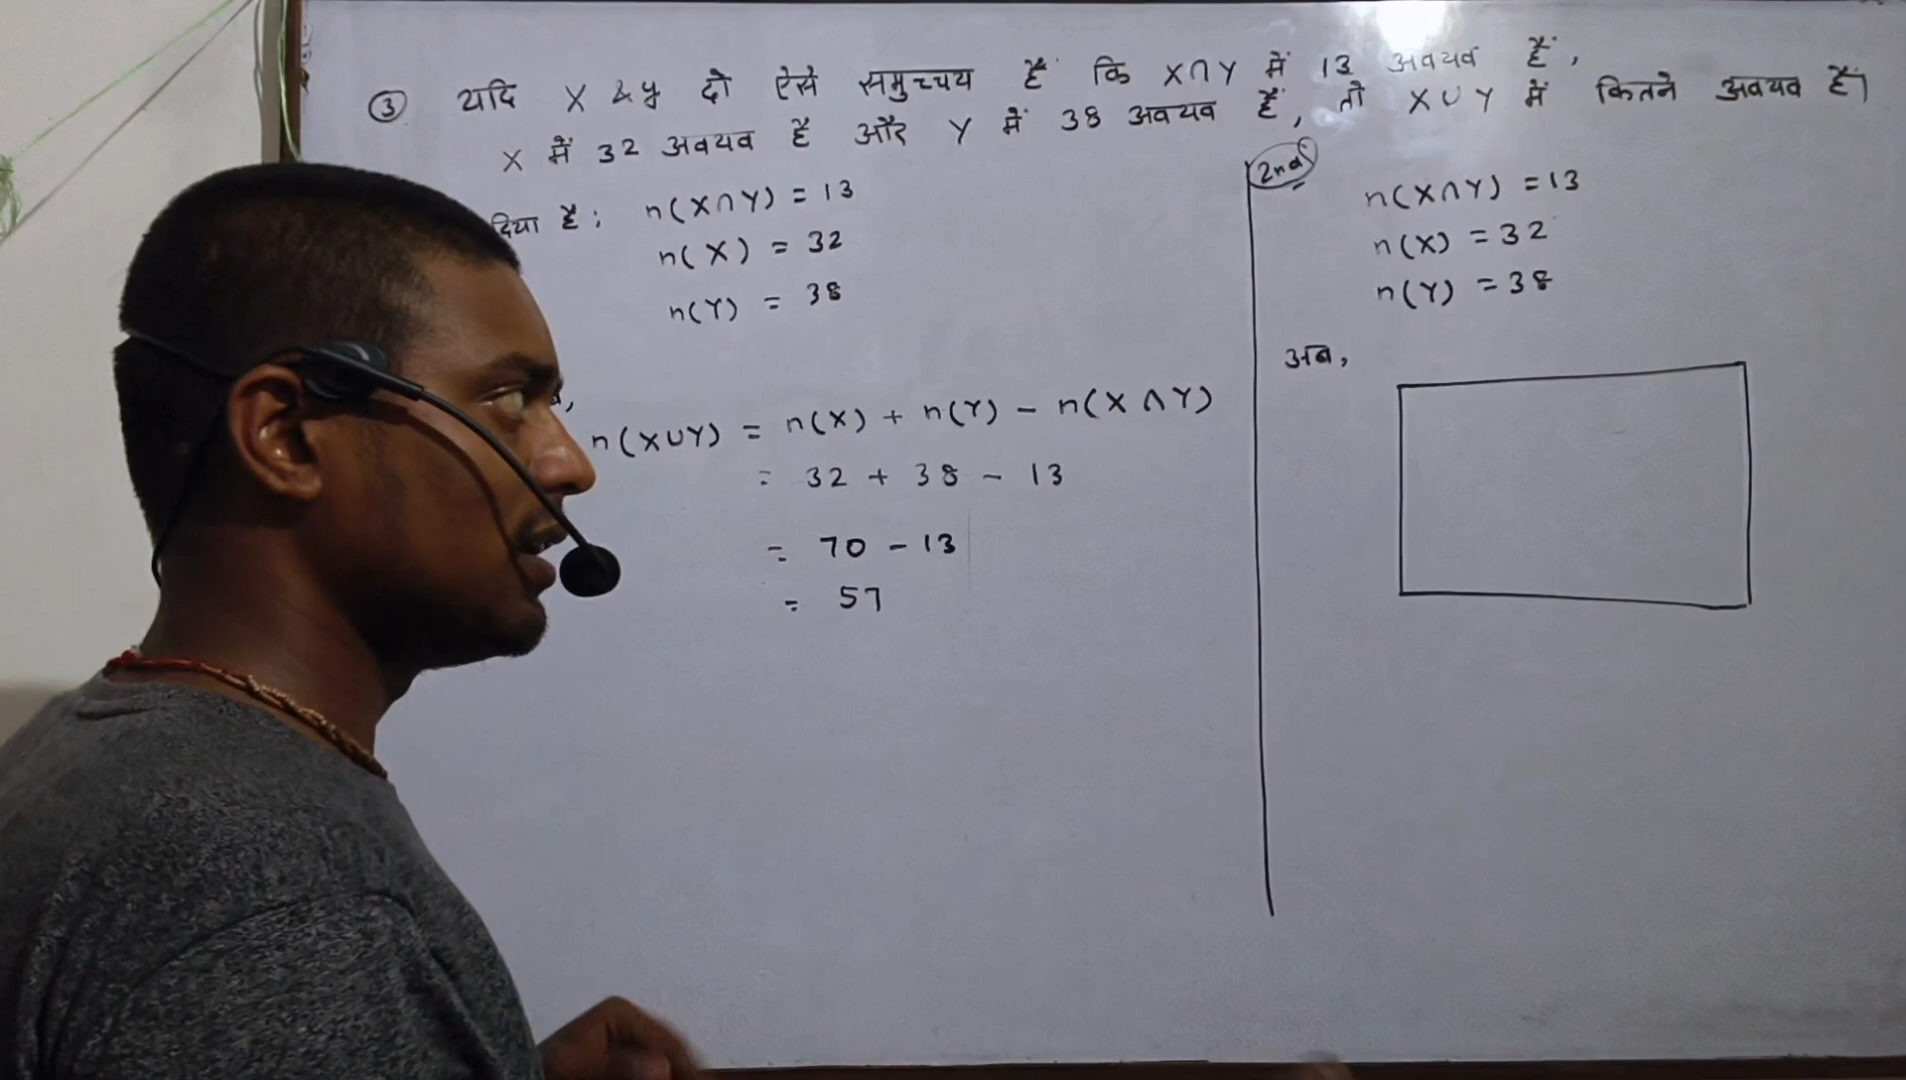 ③ यदि X & y दो ऐसे समुच्चय हैं कि X∩Y में 13 अवयव हैं,
X में 32 अवयव हैं और Y में 38 अवयव हैं, तो X∪Y में कितने अवयव हैं।
दिया है: n(X∩Y) = 13
n(X) = 32
n(Y) = 38
n(X∪Y) = n(X) + n(Y) - n(X∩Y)
= 32 + 38 - 13
= 70 - 13
= 57
2nd
n(X∩Y) = 13
n(X) = 32
n(Y) = 38
अब,